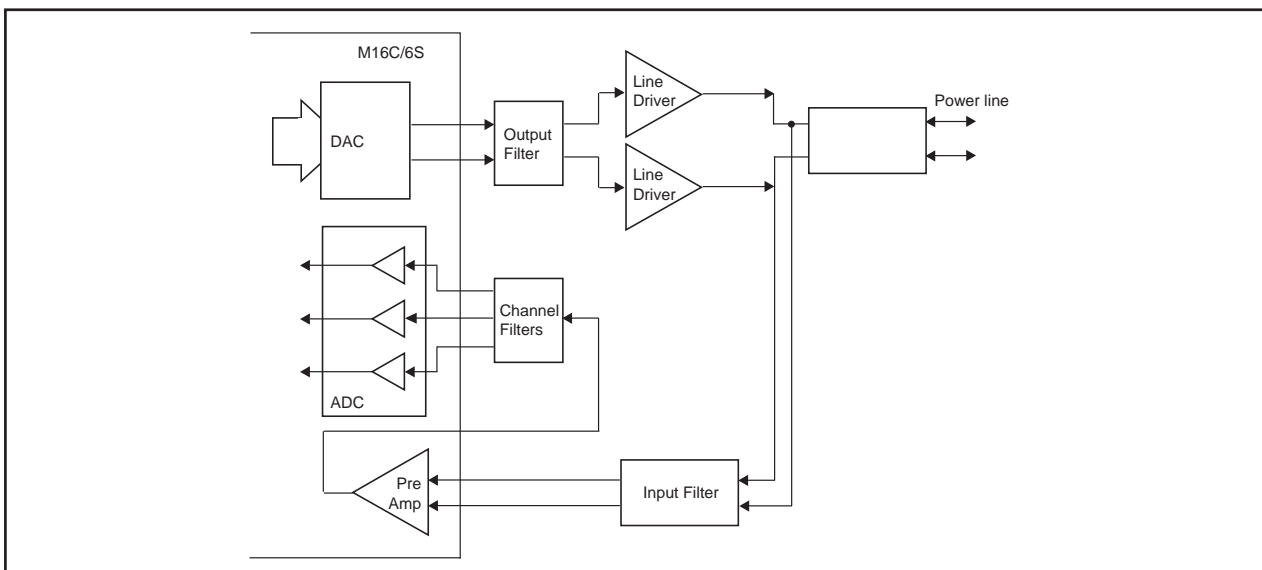 M16C/6S
DAC
Output
Filter
Line
Driver
Line
Driver
Power line
Channel
Filters
ADC
Pre
Amp
Input Filter